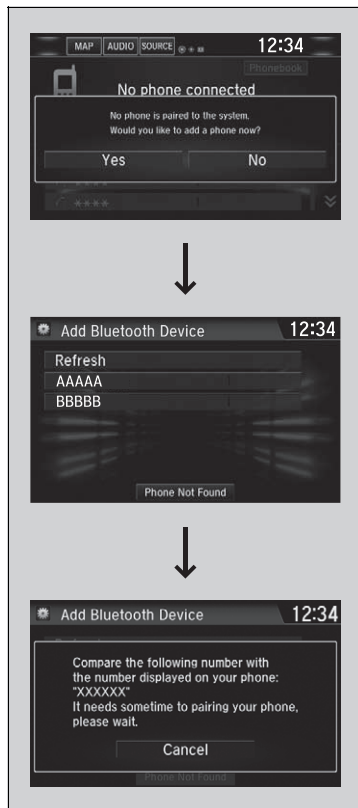 MAP AUDIO SOURCE 12:34
Phonebook
No phone connected
No phone is paired to the system.
Would you like to add a phone now?
Yes No
****
Add Bluetooth Device 12:34
Refresh
AAAAA
BBBBB
Phone Not Found
Add Bluetooth Device 12:34
Compare the following number with
the number displayed on your phone:
"XXXXXX"
It needs sometime to pairing your phone,
please wait.
Cancel
Phone Not Found